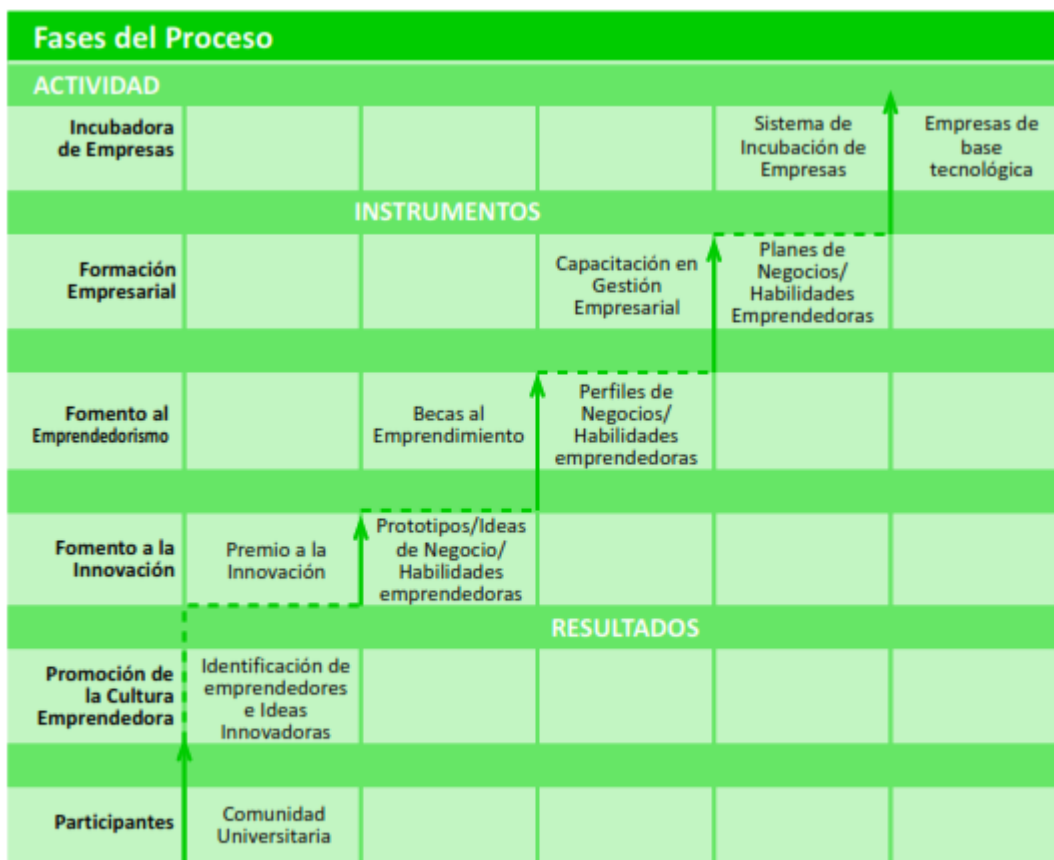 Fases del Proceso
ACTIVIDAD
Incubadora
de Empresas
Sistema de
Incubación de
Empresas
Empresas de
base
tecnológica
INSTRUMENTOS
Formación
Empresarial
Capacitación en
Gestión
Empresarial
Planes de
Negocios/
Habilidades
Emprendedoras
Fomento al
Emprendedorismo
Becas al
Emprendimiento
Perfiles de
Negocios/
Habilidades
emprendedoras
Fomento a la
Innovación
Premio a la
Innovación
Prototipos/Ideas
de Negocio/
Habilidades
emprendedoras
RESULTADOS
Promoción de
la Cultura
Emprendedora
Identificación de
emprendedores
e Ideas
Innovadoras
Participantes
Comunidad
Universitaria